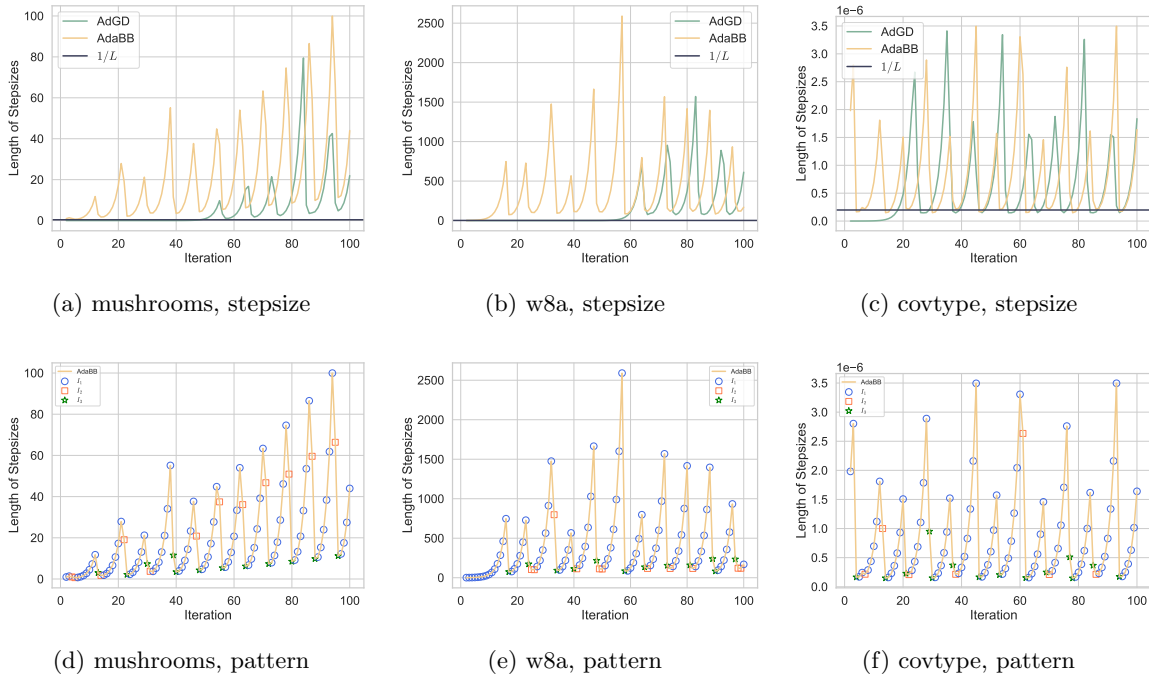 AdGD
AdaBB
1/L
Length of Stepsizes
100
80
60
40
20
0
0 20 40 60 80 100
Iteration
(a) mushrooms, stepsize
AdGD
AdaBB
1/L
Length of Stepsizes
2500
2000
1500
1000
500
0
0 20 40 60 80 100
Iteration
(b) w8a, stepsize
1e−6
AdGD
AdaBB
1/L
Length of Stepsizes
3.5
3.0
2.5
2.0
1.5
1.0
0.5
0.0
0 20 40 60 80 100
Iteration
(c) covtype, stepsize
AdaBB
I₁
I₂
I₃
Length of Stepsizes
100
80
60
40
20
0
0 20 40 60 80 100
Iteration
(d) mushrooms, pattern
AdaBB
I₁
I₂
I₃
Length of Stepsizes
2500
2000
1500
1000
500
0
0 20 40 60 80 100
Iteration
(e) w8a, pattern
1e−6
AdaBB
I₁
I₂
I₃
Length of Stepsizes
3.5
3.0
2.5
2.0
1.5
1.0
0.5
0.0
0 20 40 60 80 100
Iteration
(f) covtype, pattern